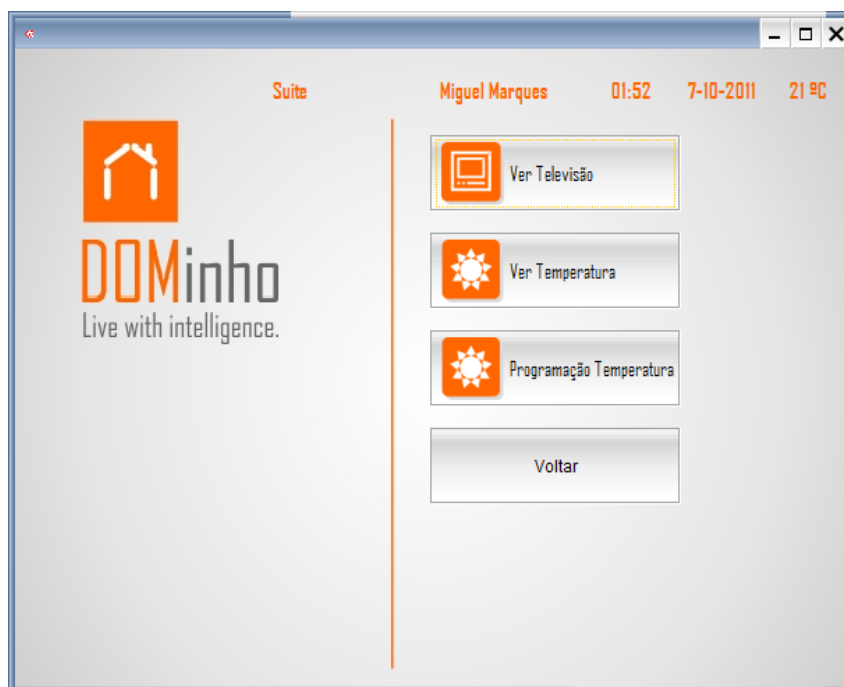 Suite Miguel Marques 01:52 7-10-2011 21 ºC
DOMinho
Live with intelligence.
Ver Televisão
Ver Temperatura
Programação Temperatura
Voltar